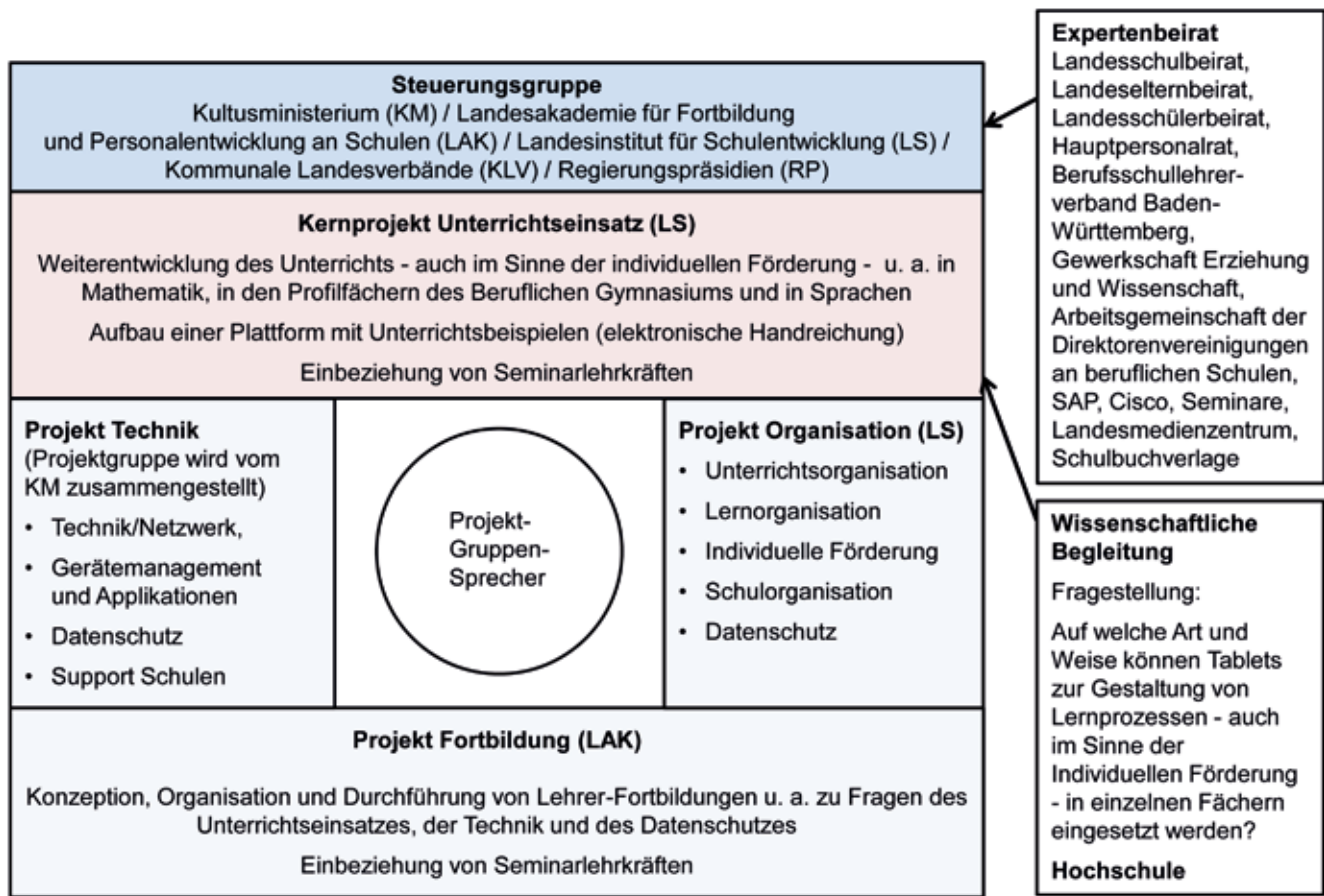 Steuerungsgruppe
Kultusministerium (KM) / Landesakademie für Fortbildung
und Personalentwicklung an Schulen (LAK) / Landesinstitut für Schulentwicklung (LS) /
Kommunale Landesverbände (KLV) / Regierungspräsidien (RP)
Kernprojekt Unterrichtseinsatz (LS)
Weiterentwicklung des Unterrichts - auch im Sinne der individuellen Förderung - u. a. in
Mathematik, in den Profilfächern des Beruflichen Gymnasiums und in Sprachen
Aufbau einer Plattform mit Unterrichtsbeispielen (elektronische Handreichung)
Einbeziehung von Seminarlehrkräften
Projekt Technik
(Projektgruppe wird vom
KM zusammengestellt)
• Technik/Netzwerk,
• Gerätemanagement
und Applikationen
• Datenschutz
• Support Schulen
Projekt-
Gruppen-
Sprecher
Projekt Organisation (LS)
• Unterrichtsorganisation
• Lernorganisation
• Individuelle Förderung
• Schulorganisation
• Datenschutz
Projekt Fortbildung (LAK)
Konzeption, Organisation und Durchführung von Lehrer-Fortbildungen u. a. zu Fragen des
Unterrichtseinsatzes, der Technik und des Datenschutzes
Einbeziehung von Seminarlehrkräften
Expertenbeirat
Landesschulbeirat,
Landeselternbeirat,
Landesschülerbeirat,
Hauptpersonalrat,
Berufsschullehrer-
verband Baden-
Württemberg,
Gewerkschaft Erziehung
und Wissenschaft,
Arbeitsgemeinschaft der
Direktorenvereinigungen
an beruflichen Schulen,
SAP, Cisco, Seminare,
Landesmedienzentrum,
Schulbuchverlage
Wissenschaftliche
Begleitung
Fragestellung:
Auf welche Art und
Weise können Tablets
zur Gestaltung von
Lernprozessen - auch
im Sinne der
Individuellen Förderung
- in einzelnen Fächern
eingesetzt werden?
Hochschule